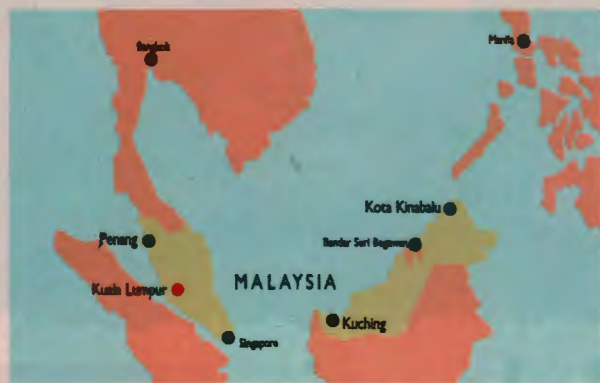 Bangkok
Manila
Kota Kinabalu
Penang
Bandar Seri Begawan
MALAYSIA
Kuala Lumpur
Kuching
Singapore